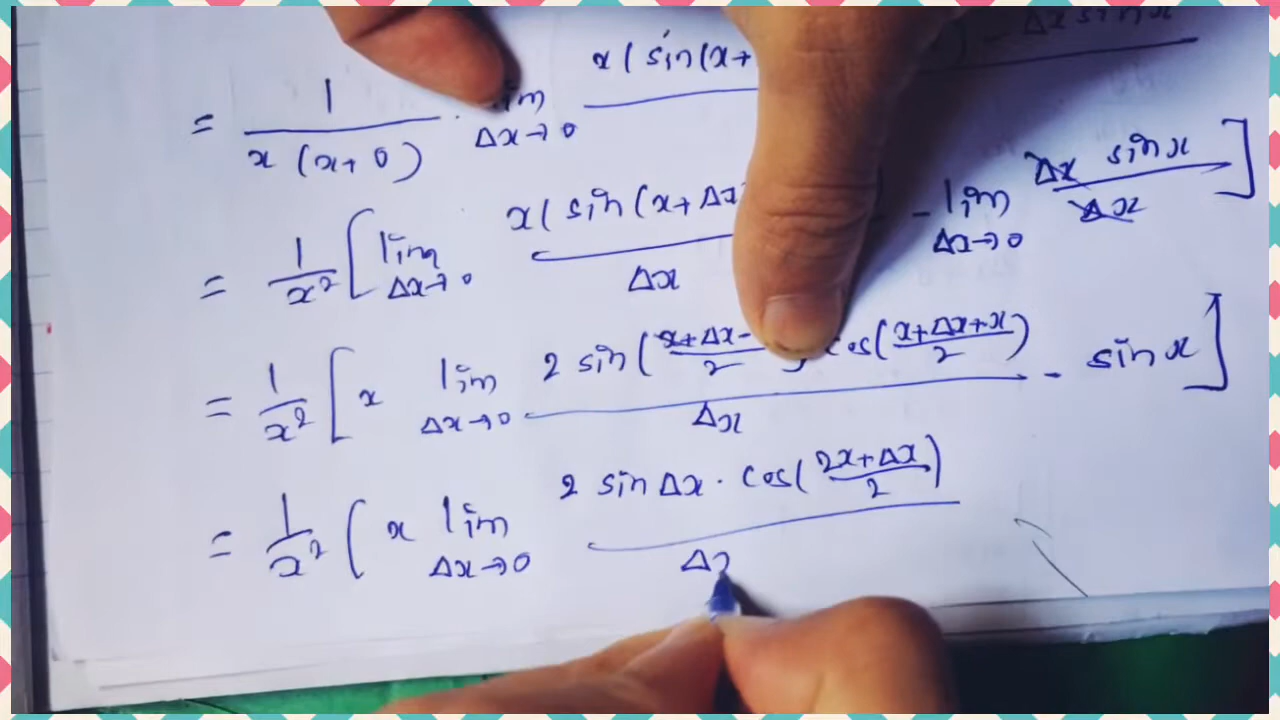 x ( sin(x+ ) - Δx sin x
= 1/(x (x+0)) · lim Δx→0
= 1/x² [ lim Δx→0 x( sin(x+Δx) / Δx - lim Δx→0 Δx sin x / Δx ]
= 1/x² [ x lim Δx→0 2 sin( (x+Δx- /2 ) cos( (x+Δx+x)/2 ) / Δx - sin x ]
= 1/x² ( x lim Δx→0 2 sin Δx · cos( (2x+Δx)/2 ) / Δx